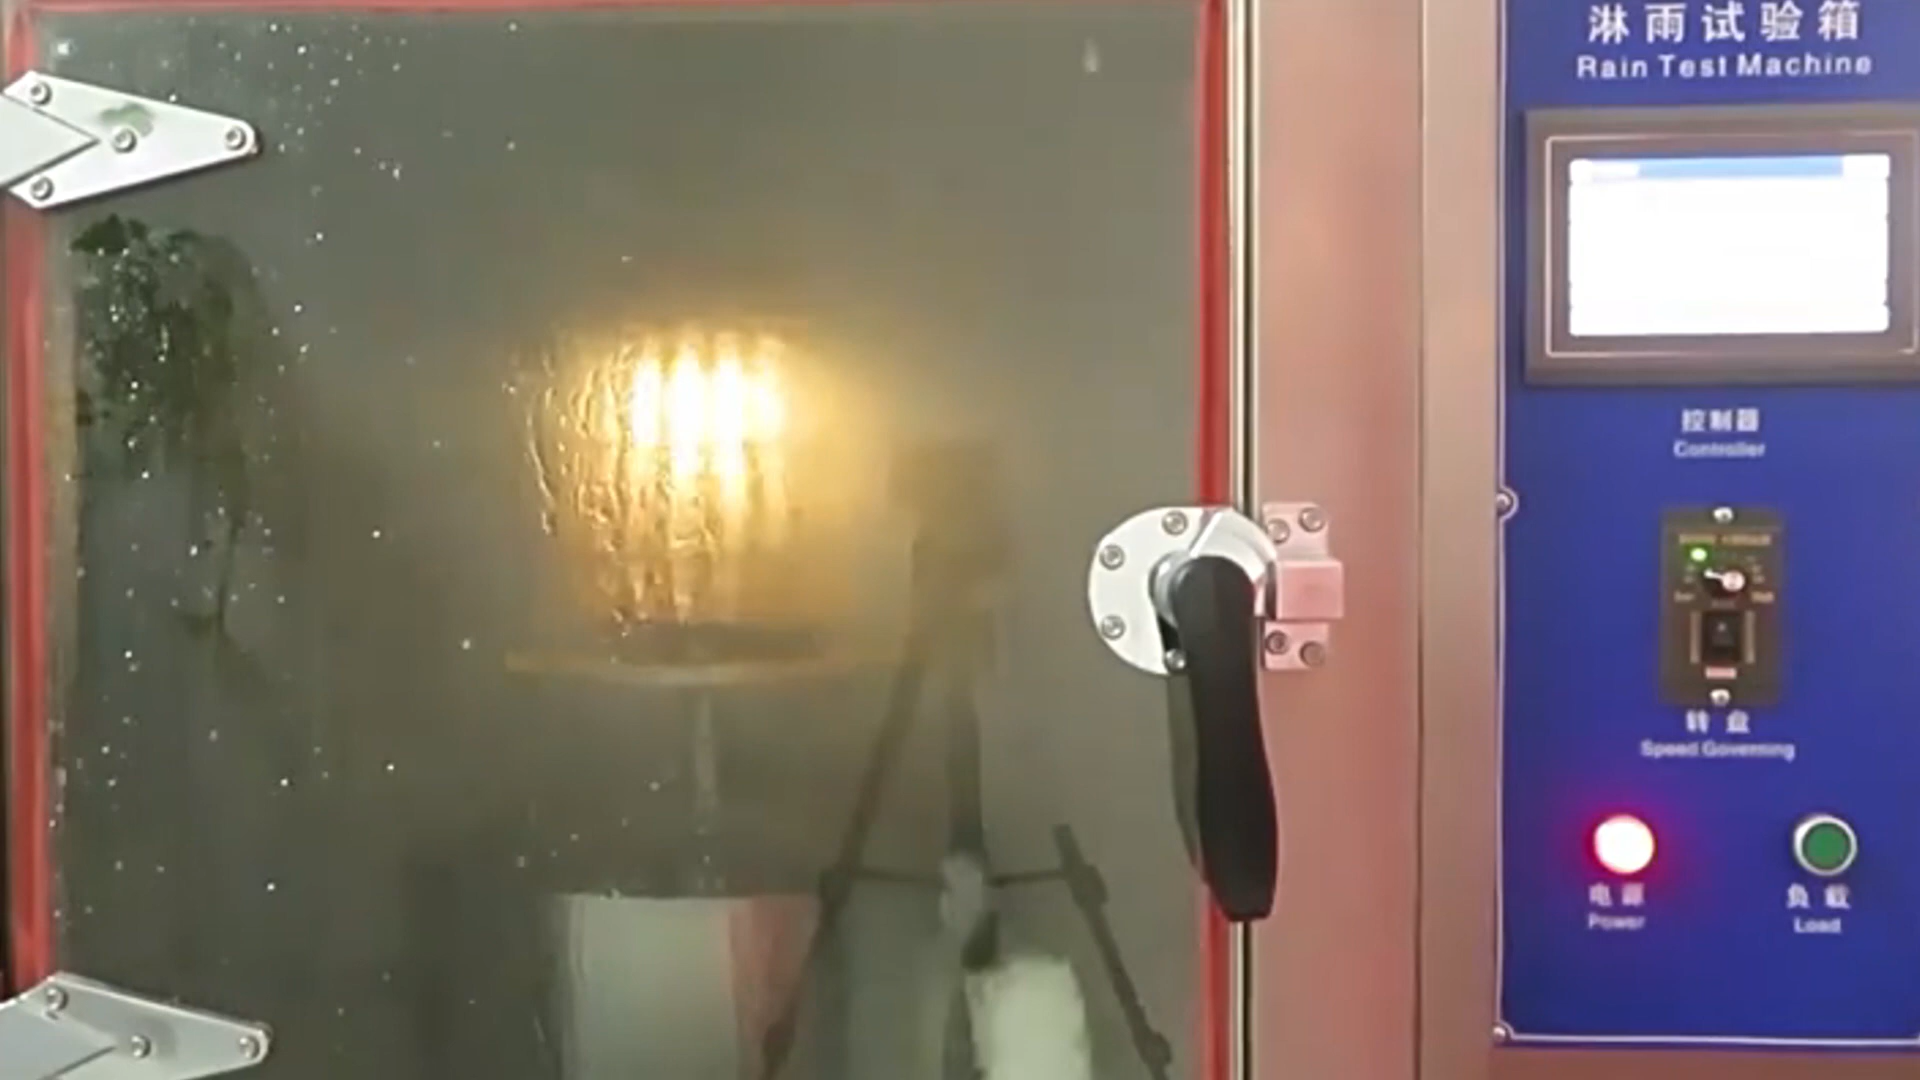 淋雨试验箱
Rain Test Machine
控制器
Controller
转盘
Speed Governing
电源
Power
负载
Load